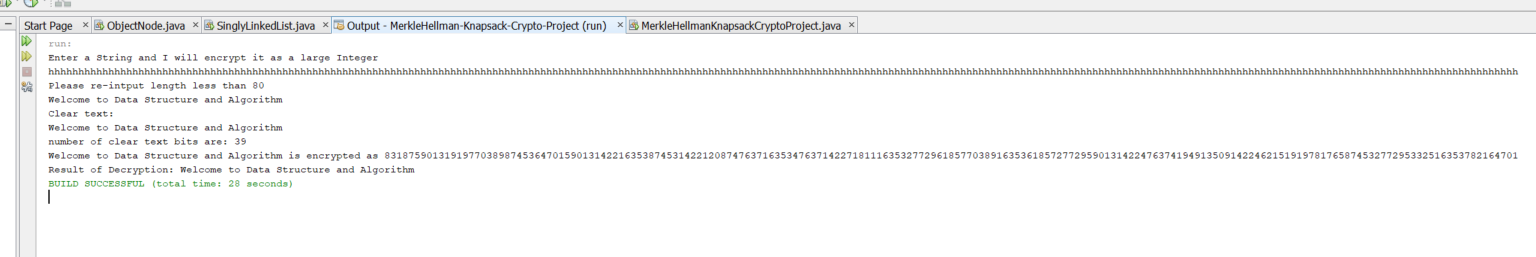 Start Page ObjectNode.java SinglyLinkedList.java Output - MerkleHellman-Knapsack-Crypto-Project (run) MerkleHellmanKnapsackCryptoProject.java
run:
Enter a String and I will encrypt it as a large Integer
Please re-intput length less than 80
Welcome to Data Structure and Algorithm
Clear text:
Welcome to Data Structure and Algorithm
number of clear text bits are: 39
Welcome to Data Structure and Algorithm is encrypted as
Result of Decryption: Welcome to Data Structure and Algorithm
BUILD SUCCESSFUL (total time: 28 seconds)